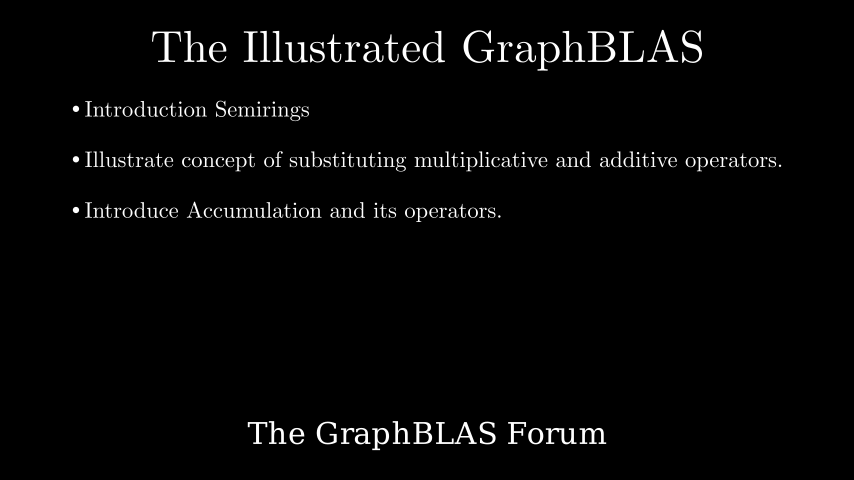 The Illustrated GraphBLAS
• Introduction Semirings
• Illustrate concept of substituting multiplicative and additive operators.
• Introduce Accumulation and its operators.
The GraphBLAS Forum